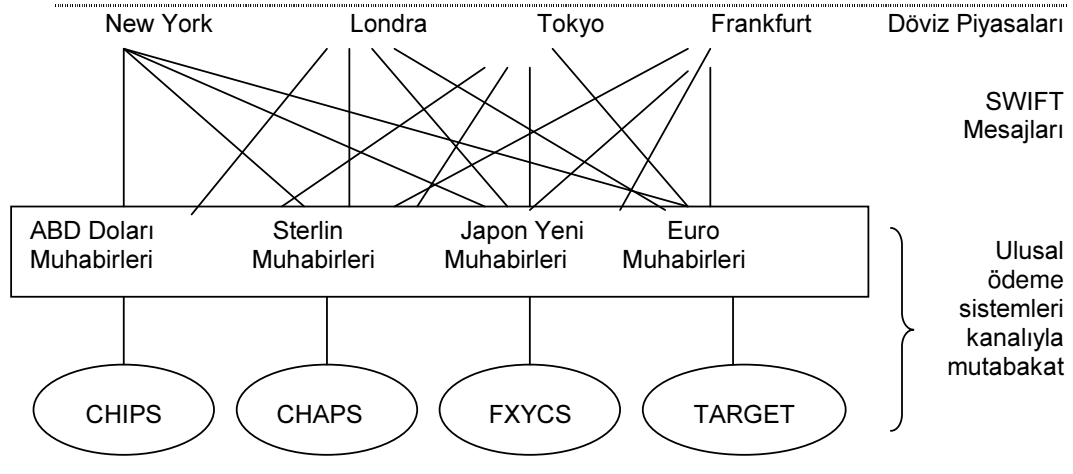 New York Londra Tokyo Frankfurt Döviz Piyasaları
SWIFT
Mesajları
ABD Doları Sterlin Japon Yeni Euro
Muhabirleri Muhabirleri Muhabirleri Muhabirleri
Ulusal
ödeme
sistemleri
kanalıyla
mutabakat
CHIPS CHAPS FXYCS TARGET